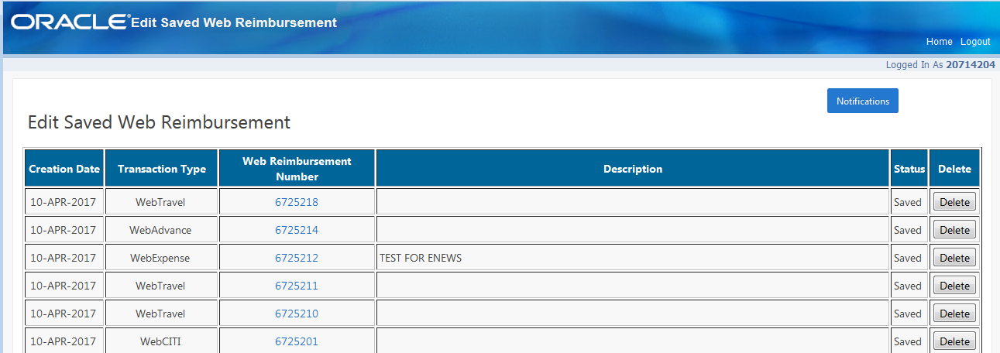 ORACLE® Edit Saved Web Reimbursement
Home Logout
Logged In As 20714204
Notifications
Edit Saved Web Reimbursement
Creation Date Transaction Type Web Reimbursement Number Description Status Delete
10-APR-2017 WebTravel 6725218 Saved Delete
10-APR-2017 WebAdvance 6725214 Saved Delete
10-APR-2017 WebExpense 6725212 TEST FOR ENEWS Saved Delete
10-APR-2017 WebTravel 6725211 Saved Delete
10-APR-2017 WebTravel 6725210 Saved Delete
10-APR-2017 WebCITI 6725201 Saved Delete